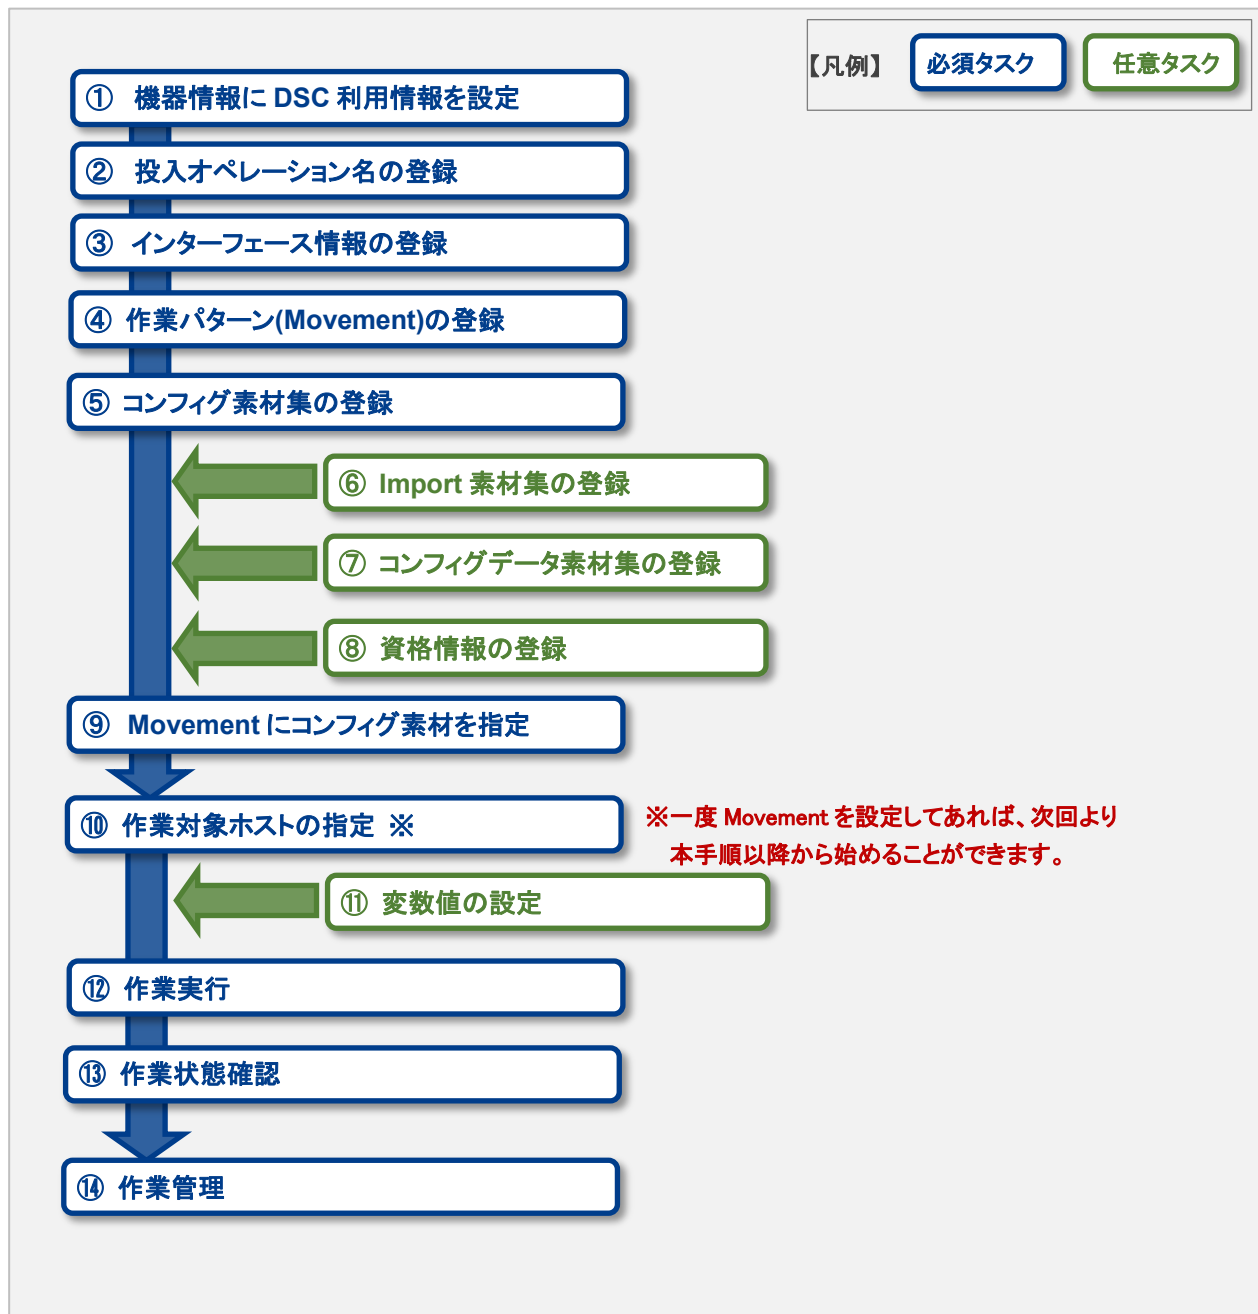 【凡例】 必須タスク 任意タスク
① 機器情報に DSC 利用情報を設定
② 投入オペレーション名の登録
③ インターフェース情報の登録
④ 作業パターン(Movement)の登録
⑤ コンフィグ素材集の登録
⑥ Import 素材集の登録
⑦ コンフィグデータ素材集の登録
⑧ 資格情報の登録
⑨ Movement にコンフィグ素材を指定
⑩ 作業対象ホストの指定 ※
※一度 Movement を設定してあれば、次回より
本手順以降から始めることができます。
⑪ 変数値の設定
⑫ 作業実行
⑬ 作業状態確認
⑭ 作業管理